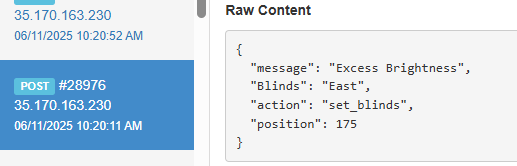 35.170.163.230
06/11/2025 10:20:52 AM
POST #28976
35.170.163.230
06/11/2025 10:20:11 AM
Raw Content
{
  "message": "Excess Brightness",
  "Blinds": "East",
  "action": "set_blinds",
  "position": 175
}